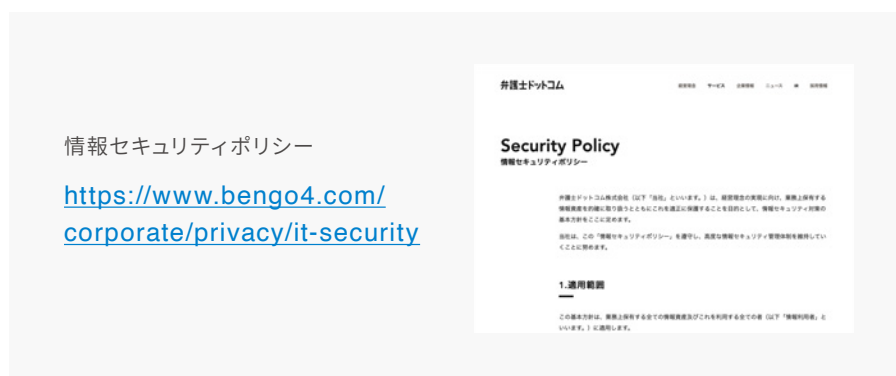 情報セキュリティポリシー
https://www.bengo4.com/
corporate/privacy/it-security
弁護士ドットコム
サービス ニュース
Security Policy
情報セキュリティポリシー
弁護士ドットコム株式会社（以下「当社」といいます。）は、経営理念の実現に向け、業務上保有する
情報資産を的確に取り扱うとともにこれを適正に保護することを目的として、情報セキュリティ対策の
基本方針をここに定めます。
当社は、この「情報セキュリティポリシー」を遵守し、高度な情報セキュリティ管理体制を維持してい
くことに努めます。
1.適用範囲
この基本方針は、業務上保有する全ての情報資産及びこれを利用する全ての者（以下「情報利用者」と
いいます。）に適用します。